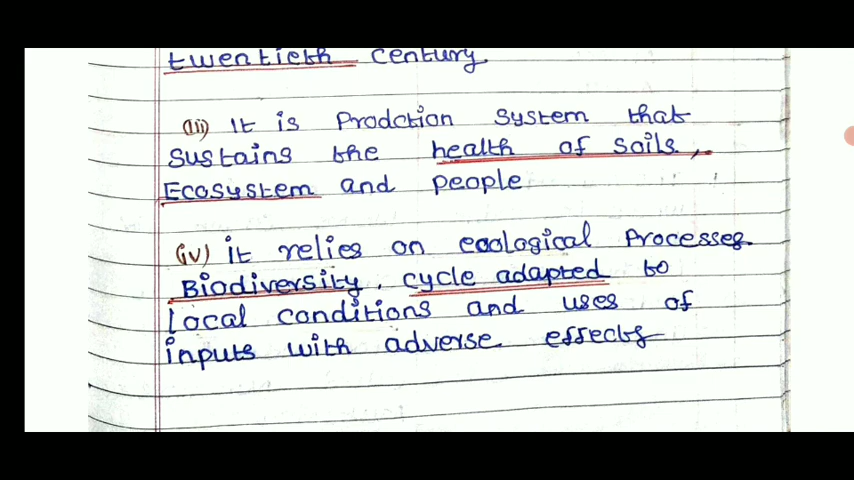 twentieth century
(iii) It is Prodction system that
sustains the health of soils,
Ecosystem and people
(iv) it relies on ecological Processes
Biodiversity, cycle adapted to
local conditions and uses of
inputs with adverse effects